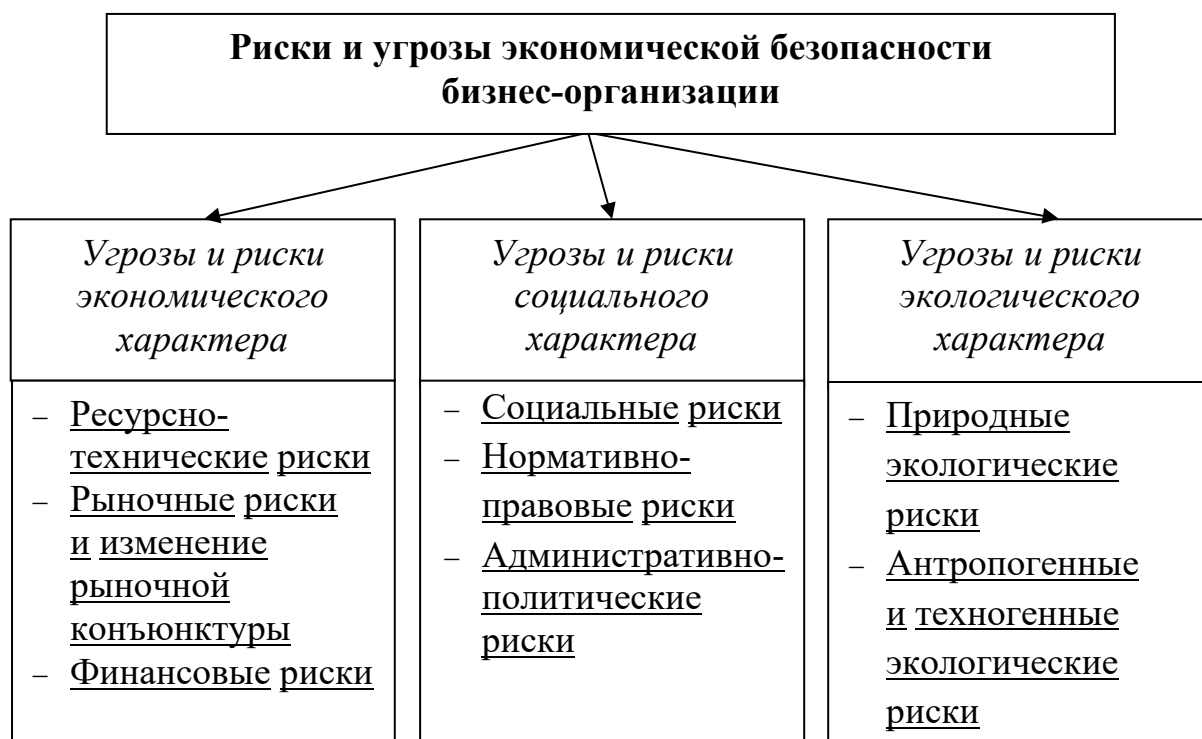 Риски и угрозы экономической безопасности
бизнес-организации
Угрозы и риски
экономического
характера
– Ресурсно-
технические риски
– Рыночные риски
и изменение
рыночной
конъюнктуры
– Финансовые риски
Угрозы и риски
социального
характера
– Социальные риски
– Нормативно-
правовые риски
– Административно-
политические
риски
Угрозы и риски
экологического
характера
– Природные
экологические
риски
– Антропогенные
и техногенные
экологические
риски